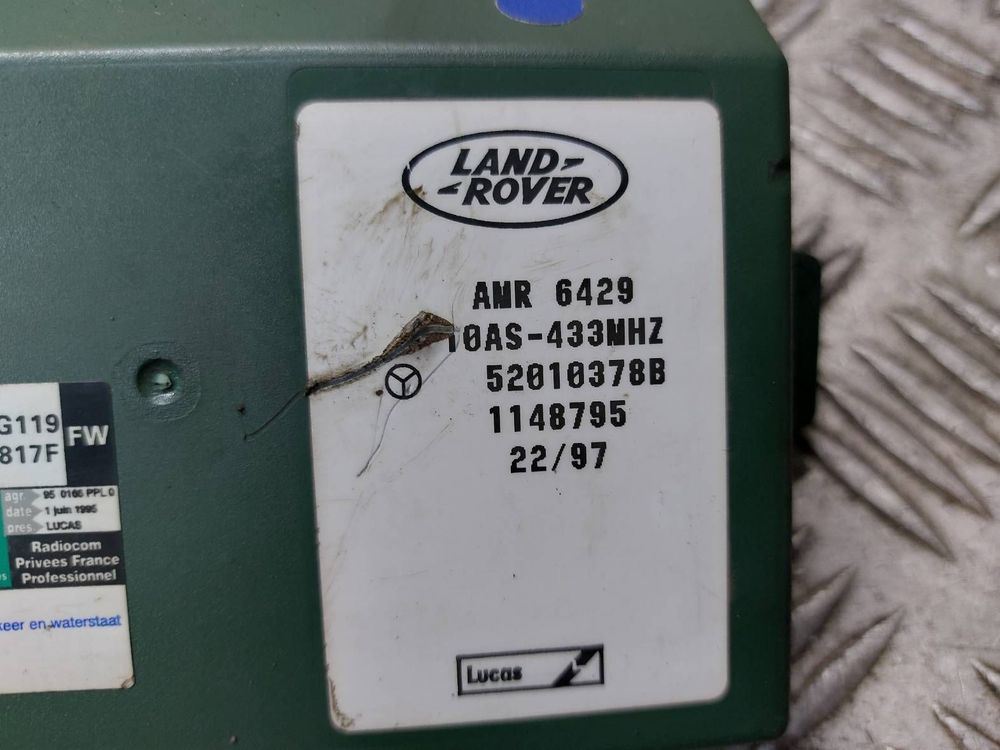 LAND
ROVER
AMR 6429
10AS-433MHZ
52010378B
1148795
22/97
Lucas
G119
817F
FW
agr 95 0166 PPL 0
date 1 juin 1995
pres LUCAS
Radiocom
Privees France
Professionnel
keer en waterstaat